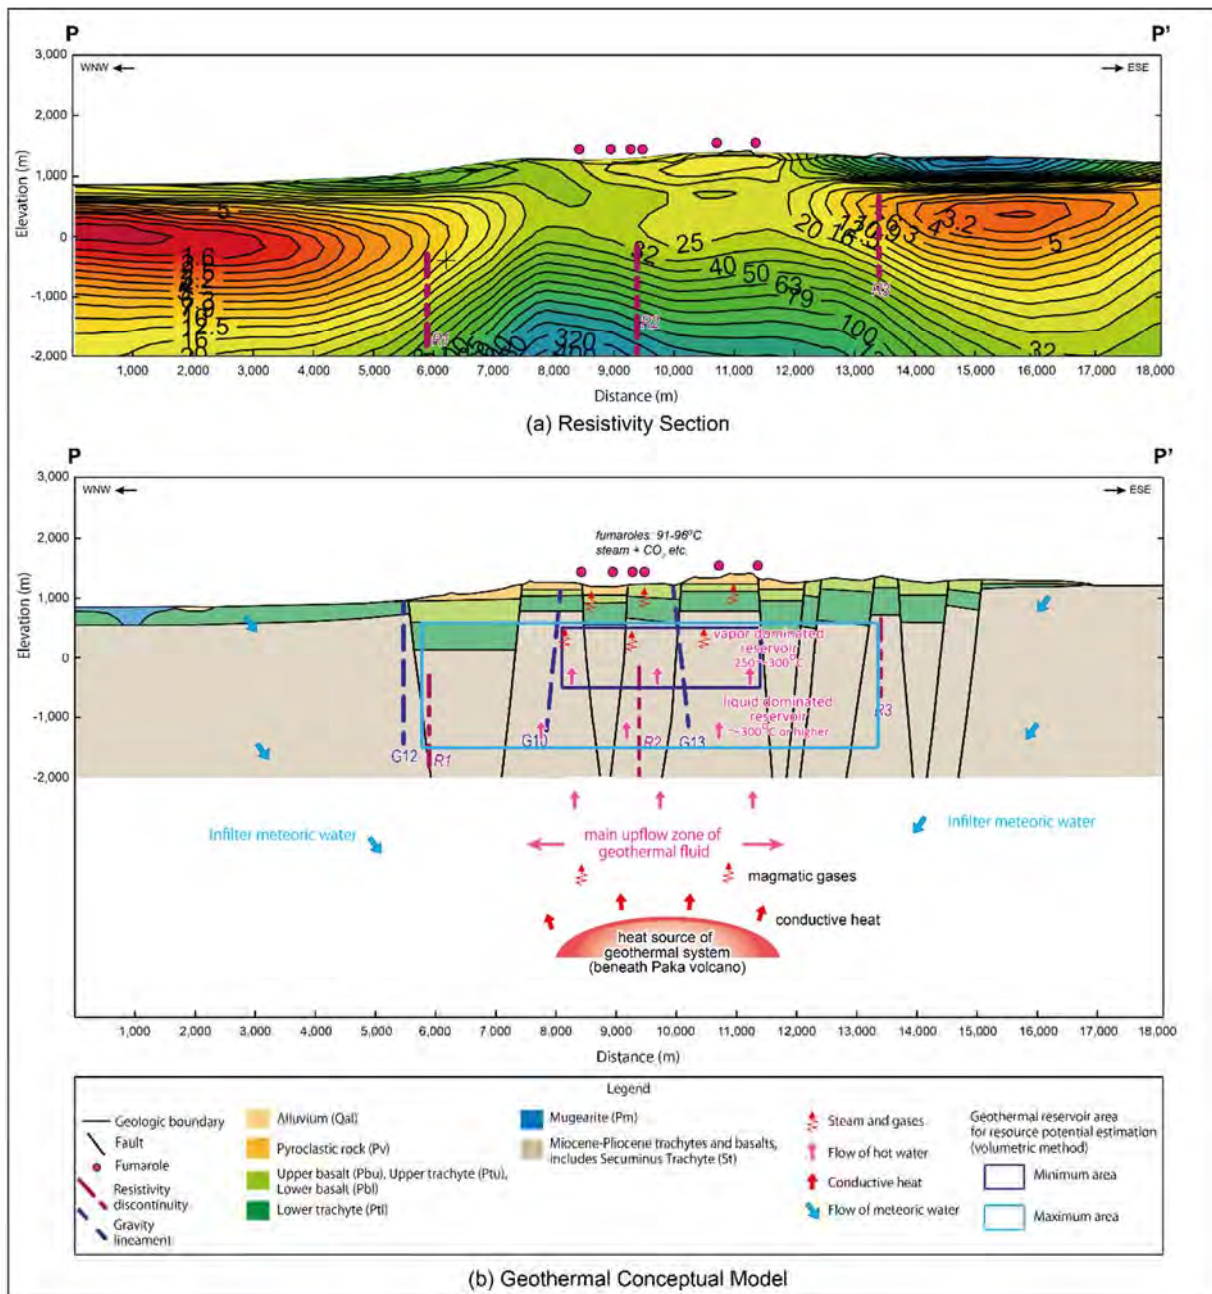 P P'
3,000
WNW ESE
2,000
1,000
0
-1,000
-2,000
Elevation (m)
5
25
20
3.2
4
5
40
50
63
79
100
32
320
12.5
16
R1
R2
R3
1,000 2,000 3,000 4,000 5,000 6,000 7,000 8,000 9,000 10,000 11,000 12,000 13,000 14,000 15,000 16,000 17,000 18,000
Distance (m)
(a) Resistivity Section
P P'
3,000
WNW ESE
2,000
1,000
0
-1,000
-2,000
Elevation (m)
fumaroles: 91-96°C
steam + CO₂ etc.
vapor dominated
reservoir
250~300°C
liquid dominated
reservoir
~300°C or higher
G12
R1
G10
R2
G13
R3
Infilter meteoric water
main upflow zone of
geothermal fluid
Infilter meteoric water
magmatic gases
conductive heat
heat source of
geothermal system
(beneath Paka volcano)
1,000 2,000 3,000 4,000 5,000 6,000 7,000 8,000 9,000 10,000 11,000 12,000 13,000 14,000 15,000 16,000 17,000 18,000
Distance (m)
Legend
Geologic boundary
Fault
Fumarole
Resistivity
discontinuity
Gravity
lineament
Alluvium (Qal)
Pyroclastic rock (Pv)
Upper basalt (Pbu), Upper trachyte (Ptu),
Lower basalt (Pbl)
Lower trachyte (Ptl)
Mugearite (Pm)
Miocene-Pliocene trachytes and basalts,
includes Secuminus Trachyte (St)
Steam and gases
Flow of hot water
Conductive heat
Flow of meteoric water
Geothermal reservoir area
for resource potential estimation
(volumetric method)
Minimum area
Maximum area
(b) Geothermal Conceptual Model